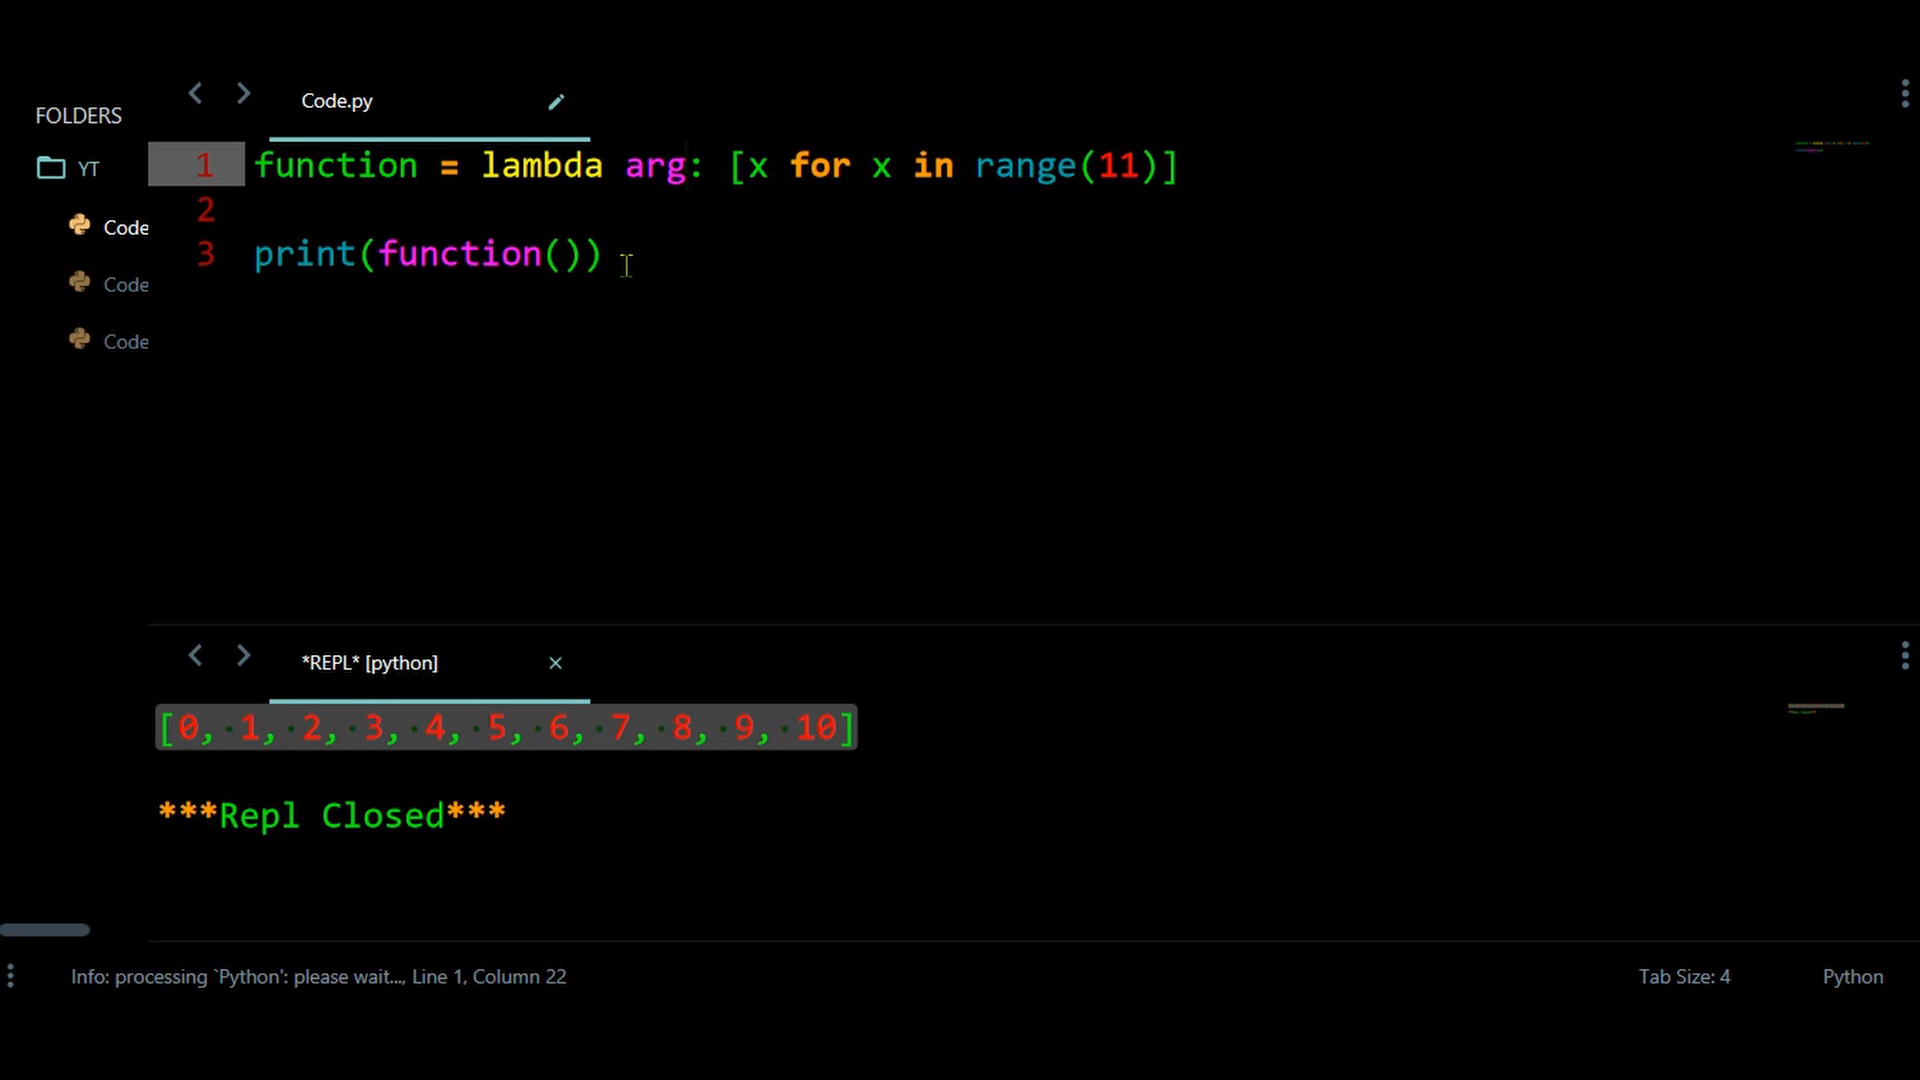 FOLDERS
YT
Code
Code
Code
Code.py
1 function = lambda arg: [x for x in range(11)]
2
3 print(function())
*REPL* [python]
[0, 1, 2, 3, 4, 5, 6, 7, 8, 9, 10]
***Repl Closed***
Info: processing `Python': please wait..., Line 1, Column 22
Tab Size: 4
Python